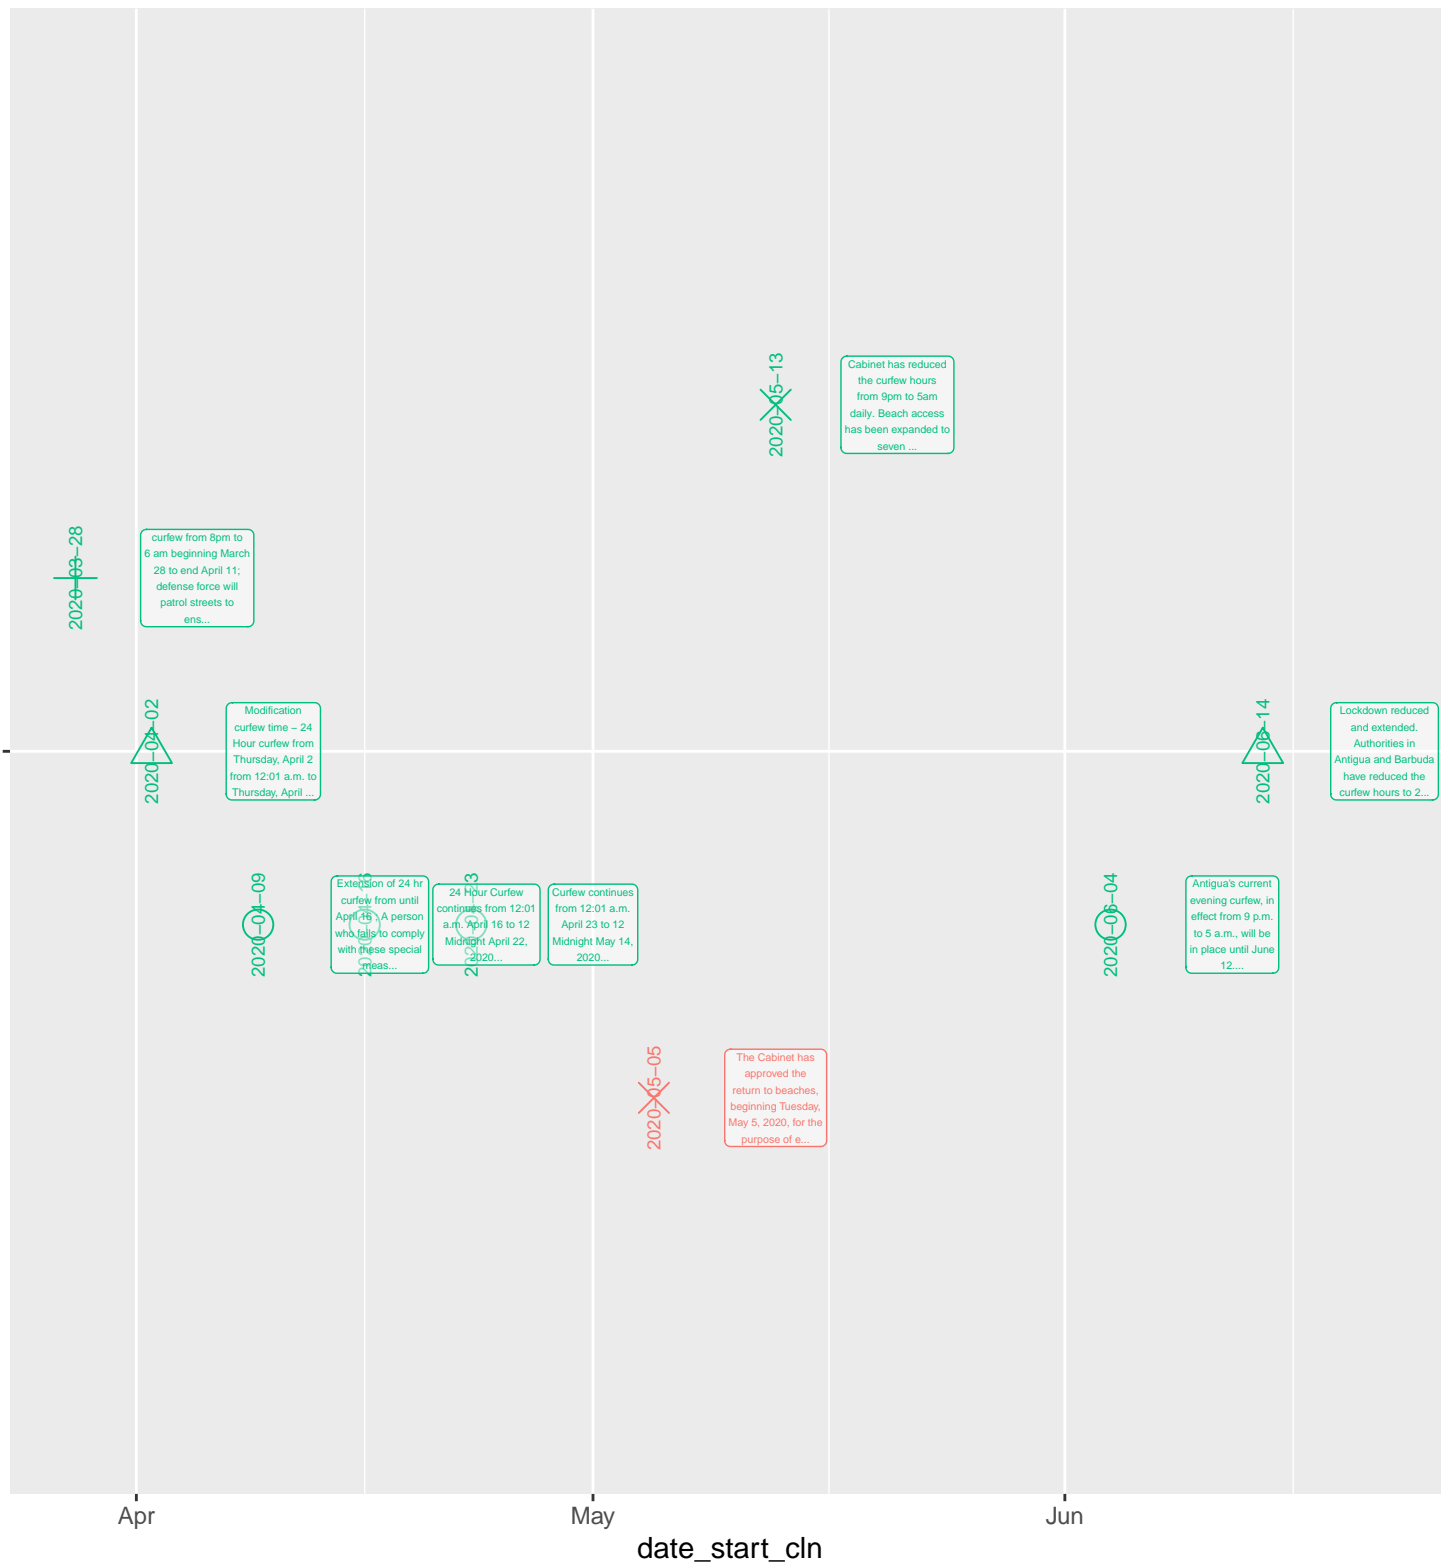 2020−05−13
Cabinet has reduced
the curfew hours
from 9pm to 5am
daily. Beach access
has been expanded to
seven ...
2020−03−28
curfew from 8pm to
6 am beginning March
28 to end April 11;
defense force will
patrol streets to
ens...
2020−04−02
Modification
curfew time – 24
Hour curfew from
Thursday, April 2
from 12:01 a.m. to
Thursday, April ...
2020−06−14
Lockdown reduced
and extended.
Authorities in
Antigua and Barbuda
have reduced the
curfew hours to 2...
2020−04−09
Extension of 24 hr
curfew from until
April 16 . A person
who fails to comply
with these special
meas...
2020−04−16
24 Hour Curfew
continues from 12:01
a.m. April 16 to 12
Midnight April 22,
2020...
2020−04−23
Curfew continues
from 12:01 a.m.
April 23 to 12
Midnight May 14,
2020...
2020−06−04
Antigua's current
evening curfew, in
effect from 9 p.m.
to 5 a.m., will be
in place until June
12....
2020−05−05
The Cabinet has
approved the
return to beaches,
beginning Tuesday,
May 5, 2020, for the
purpose of e...
Apr
May
Jun
date_start_cln